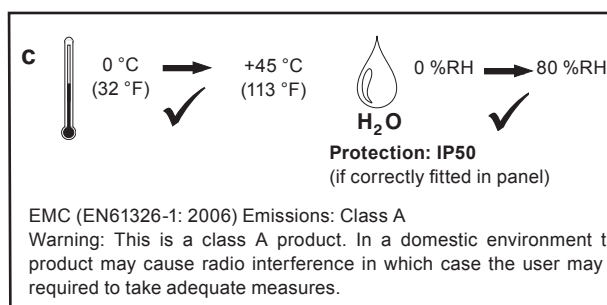 c
0 °C +45 °C 0 %RH 80 %RH
(32 °F) (113 °F)
H₂O
Protection: IP50
(if correctly fitted in panel)
EMC (EN61326-1: 2006) Emissions: Class A
Warning: This is a class A product. In a domestic environment t
product may cause radio interference in which case the user may
required to take adequate measures.